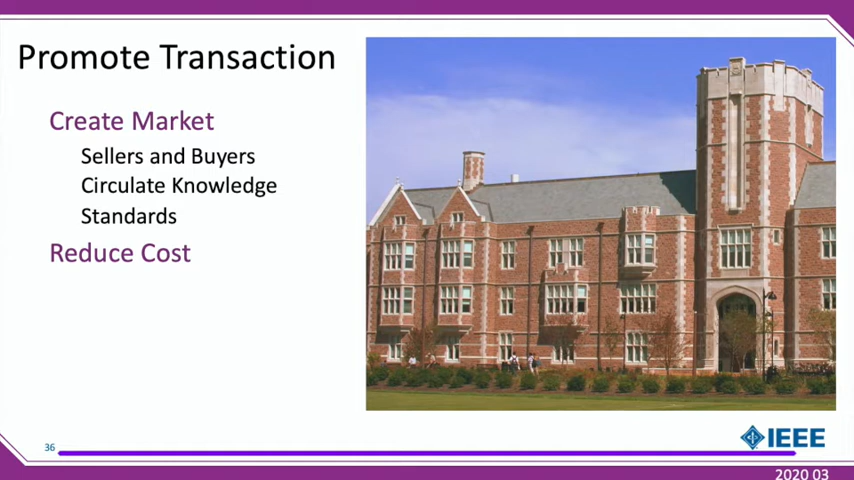 Promote Transaction
Create Market
Sellers and Buyers
Circulate Knowledge
Standards
Reduce Cost
36
IEEE
2020 03